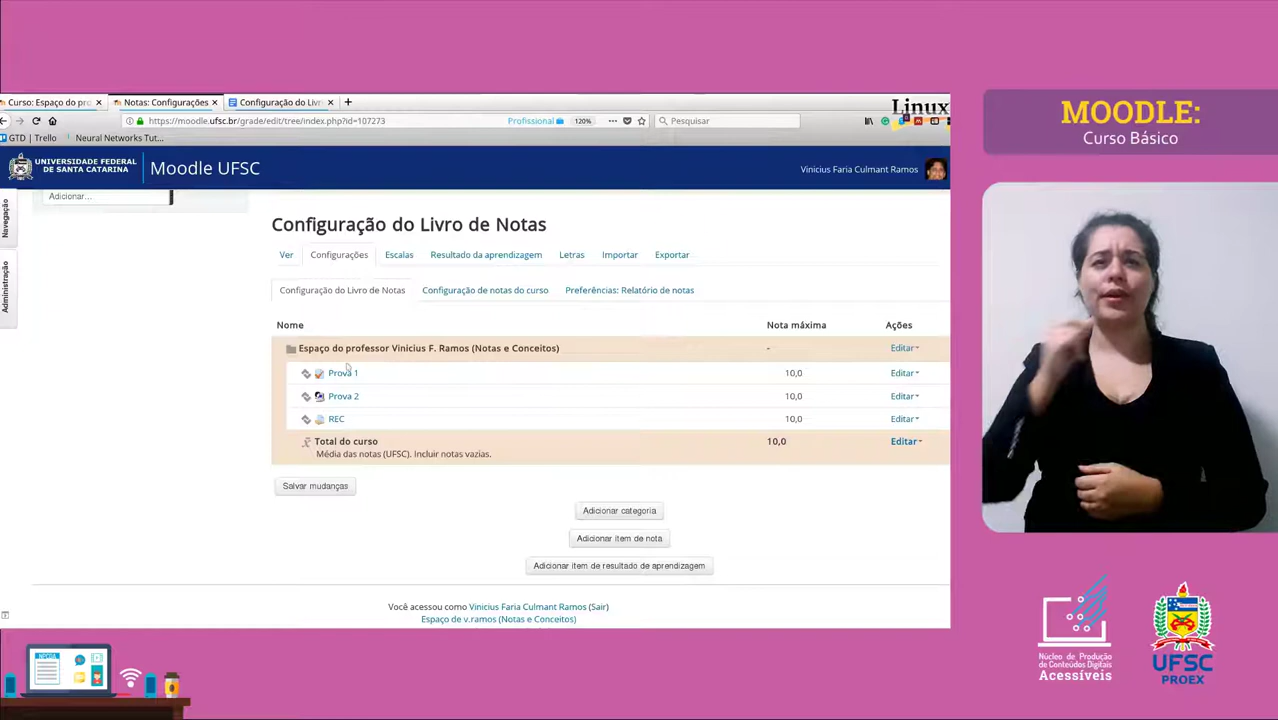 MOODLE:
Curso Básico
Curso: Espaço do pro
Notas: Configurações
Configuração do Livr
Linux
https://moodle.ufsc.br/grade/edit/tree/index.php?id=107273
Profissional
120%
Pesquisar
GTD | Trello
Neural Networks Tut...
UNIVERSIDADE FEDERAL
DE SANTA CATARINA
Moodle UFSC
Vinicius Faria Culmant Ramos
Adicionar...
Navegação
Administração
Configuração do Livro de Notas
Ver
Configurações
Escalas
Resultado da aprendizagem
Letras
Importar
Exportar
Configuração do Livro de Notas
Configuração de notas do curso
Preferências: Relatório de notas
Nome
Nota máxima
Ações
Espaço do professor Vinicius F. Ramos (Notas e Conceitos)
-
Editar
Prova 1
10,0
Editar
Prova 2
10,0
Editar
REC
10,0
Editar
Total do curso
10,0
Editar
Média das notas (UFSC). Incluir notas vazias.
Salvar mudanças
Adicionar categoria
Adicionar item de nota
Adicionar item de resultado de aprendizagem
Você acessou como Vinicius Faria Culmant Ramos (Sair)
Espaço de v.ramos (Notas e Conceitos)
Núcleo de Produção
de Conteúdos Digitais
Acessíveis
UFSC
PROEX